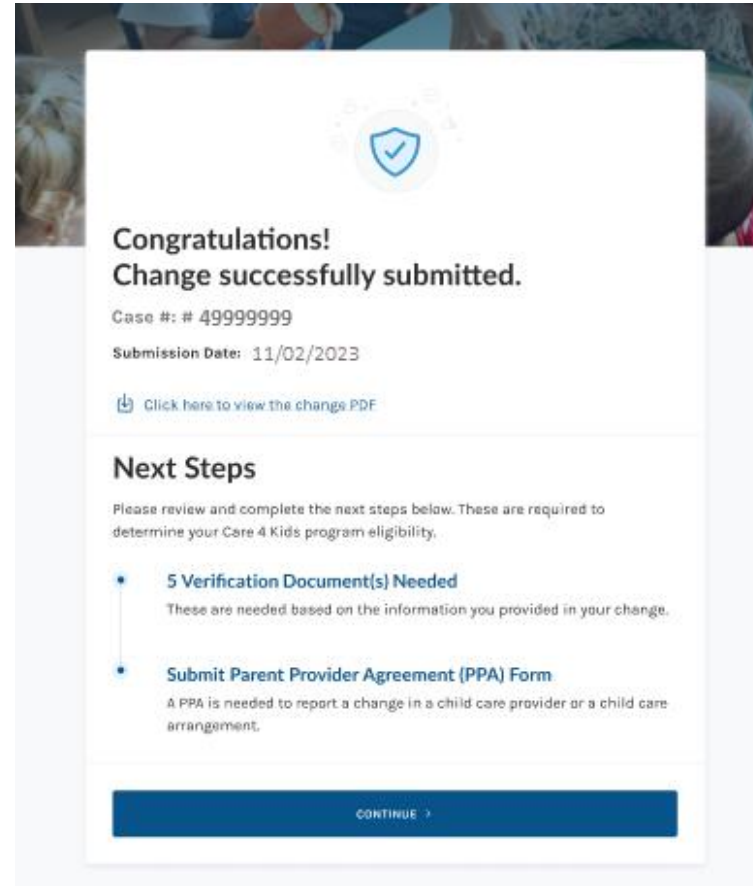 Congratulations!
Change successfully submitted.
Case #: # 49999999
Submission Date: 11/02/2023
Click here to view the change PDF
Next Steps
Please review and complete the next steps below. These are required to
determine your Care 4 Kids program eligibility.
5 Verification Document(s) Needed
These are needed based on the information you provided in your change.
Submit Parent Provider Agreement (PPA) Form
A PPA is needed to report a change in a child care provider or a child care
arrangement.
CONTINUE >